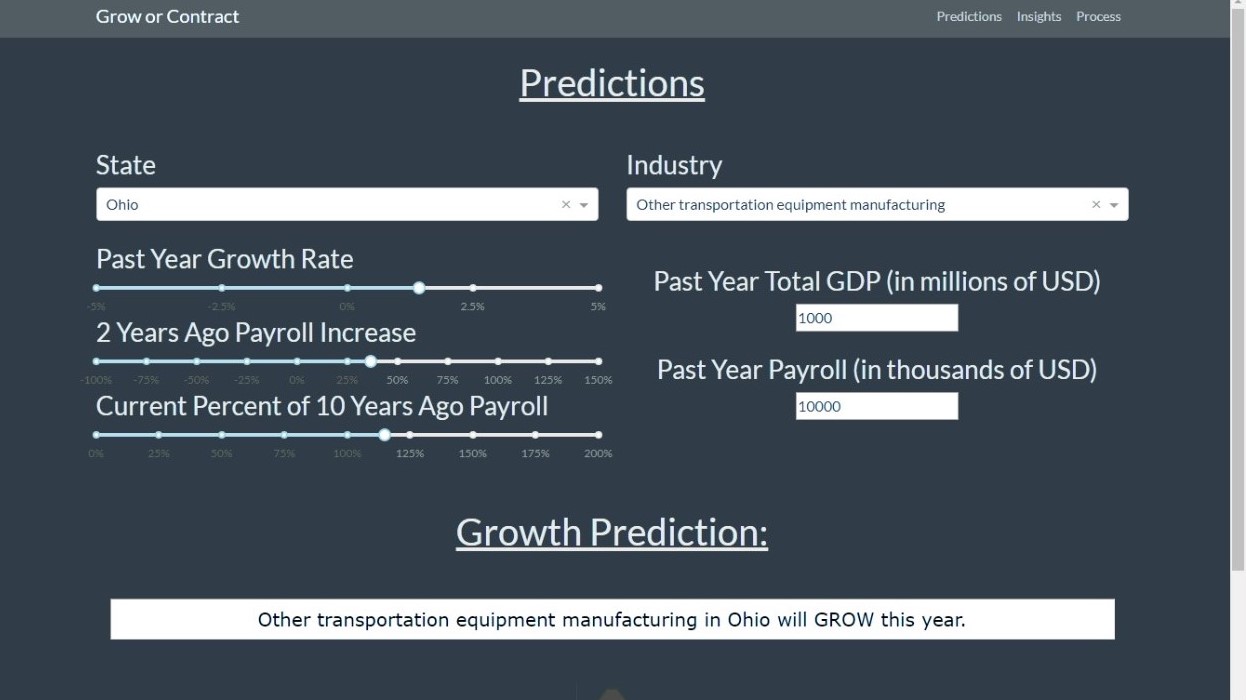 Grow or Contract
Predictions Insights Process
Predictions
State
Ohio
Industry
Other transportation equipment manufacturing
Past Year Growth Rate
-5% -2.5% 0% 2.5% 5%
2 Years Ago Payroll Increase
-100% -75% -50% -25% 0% 25% 50% 75% 100% 125% 150%
Current Percent of 10 Years Ago Payroll
0% 25% 50% 75% 100% 125% 150% 175% 200%
Past Year Total GDP (in millions of USD)
1000
Past Year Payroll (in thousands of USD)
10000
Growth Prediction:
Other transportation equipment manufacturing in Ohio will GROW this year.